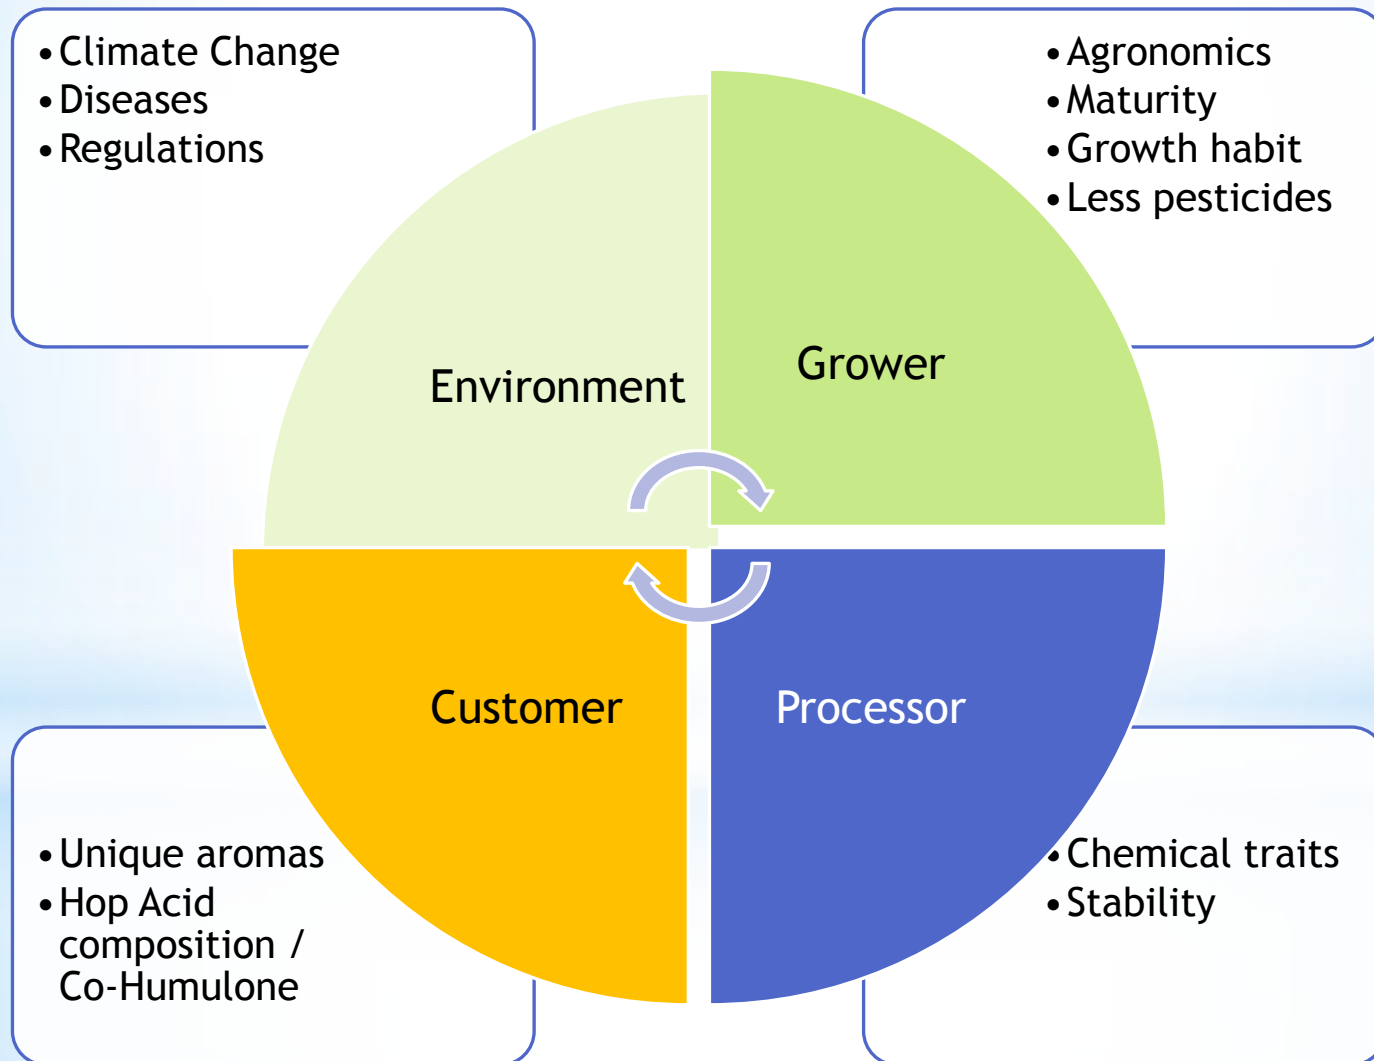 • Climate Change
• Diseases
• Regulations
• Agronomics
• Maturity
• Growth habit
• Less pesticides
Environment
Grower
Customer
Processor
• Unique aromas
• Hop Acid
composition /
Co-Humulone
• Chemical traits
• Stability